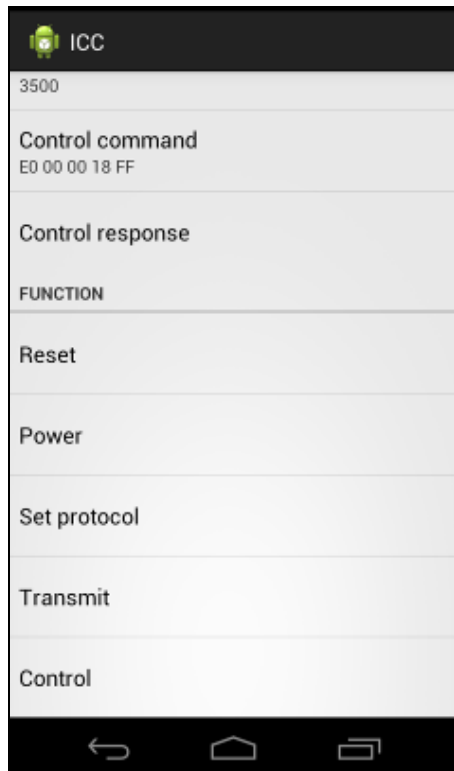 ICC
3500
Control command
E0 00 00 18 FF
Control response
FUNCTION
Reset
Power
Set protocol
Transmit
Control